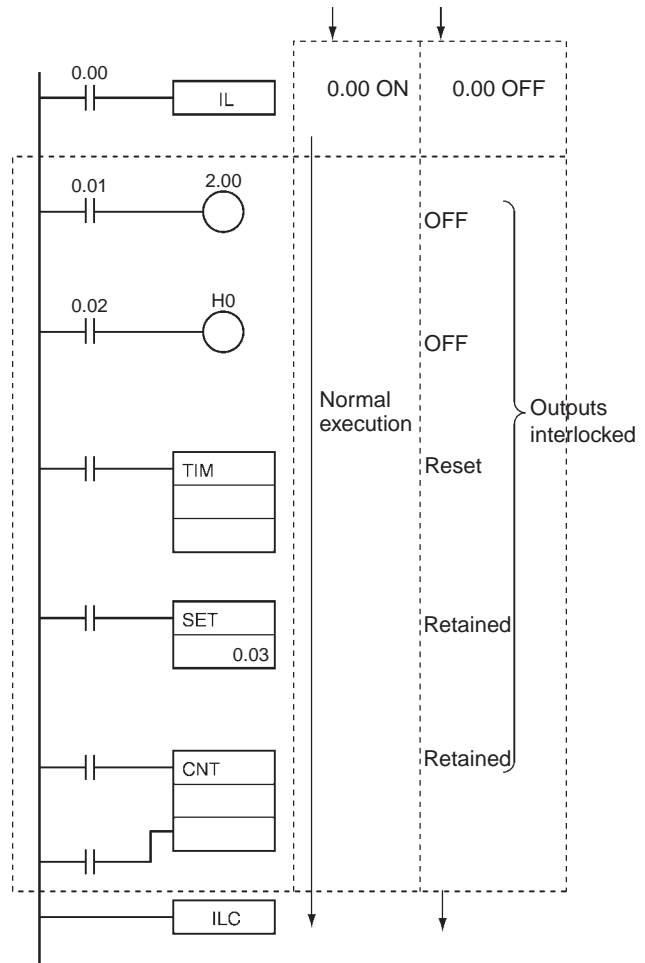 0.00
IL
0.00 ON
0.00 OFF
0.01
2.00
OFF
0.02
H0
OFF
Normal
execution
Outputs
interlocked
TIM
Reset
SET
0.03
Retained
CNT
Retained
ILC